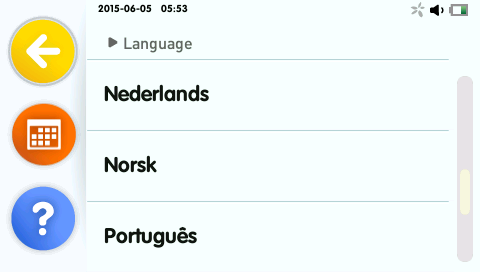 2015-06-05 05:53
Language
Nederlands
Norsk
Português
?